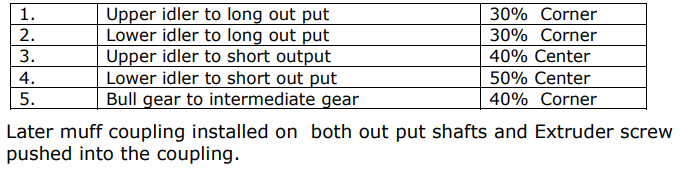 1. Upper idler to long out put 30% Corner
2. Lower idler to long out put 30% Corner
3. Upper idler to short output 40% Center
4. Lower idler to short out put 50% Center
5. Bull gear to intermediate gear 40% Corner
Later muff coupling installed on both out put shafts and Extruder screw
pushed into the coupling.